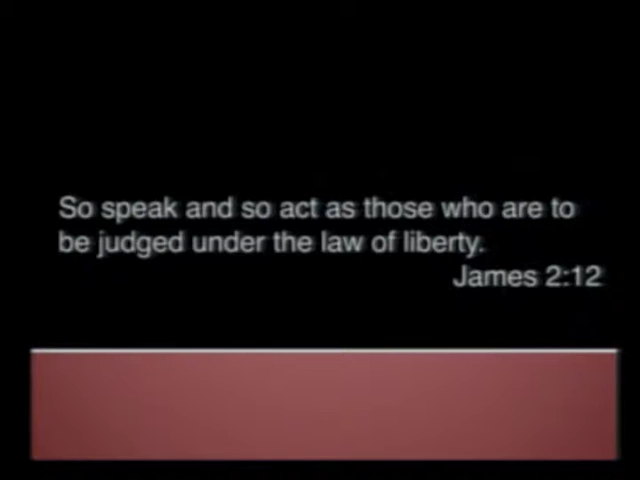 So speak and so act as those who are to
be judged under the law of liberty.
James 2:12